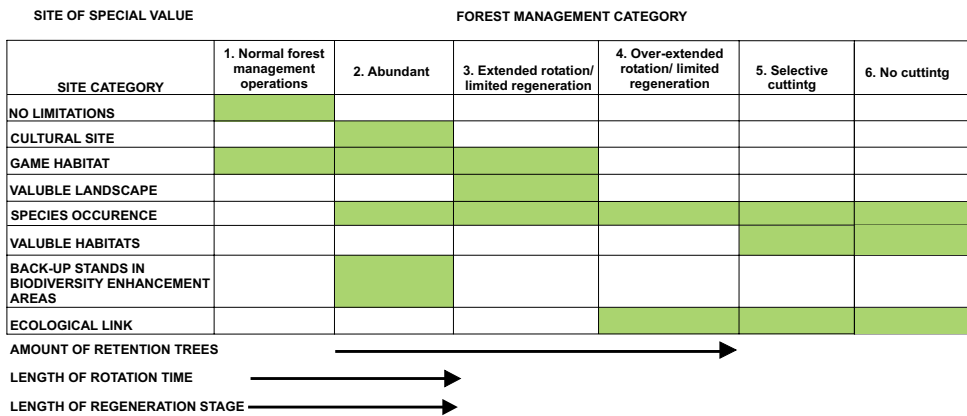 SITE OF SPECIAL VALUE
FOREST MANAGEMENT CATEGORY
SITE CATEGORY
1. Normal forest
management
operations
2. Abundant
3. Extended rotation/
limited regeneration
4. Over-extended
rotation/ limited
regeneration
5. Selective
cuttintg
6. No cuttintg
NO LIMITATIONS
CULTURAL SITE
GAME HABITAT
VALUBLE LANDSCAPE
SPECIES OCCURENCE
VALUBLE HABITATS
BACK-UP STANDS IN
BIODIVERSITY ENHANCEMENT
AREAS
ECOLOGICAL LINK
AMOUNT OF RETENTION TREES
LENGTH OF ROTATION TIME
LENGTH OF REGENERATION STAGE